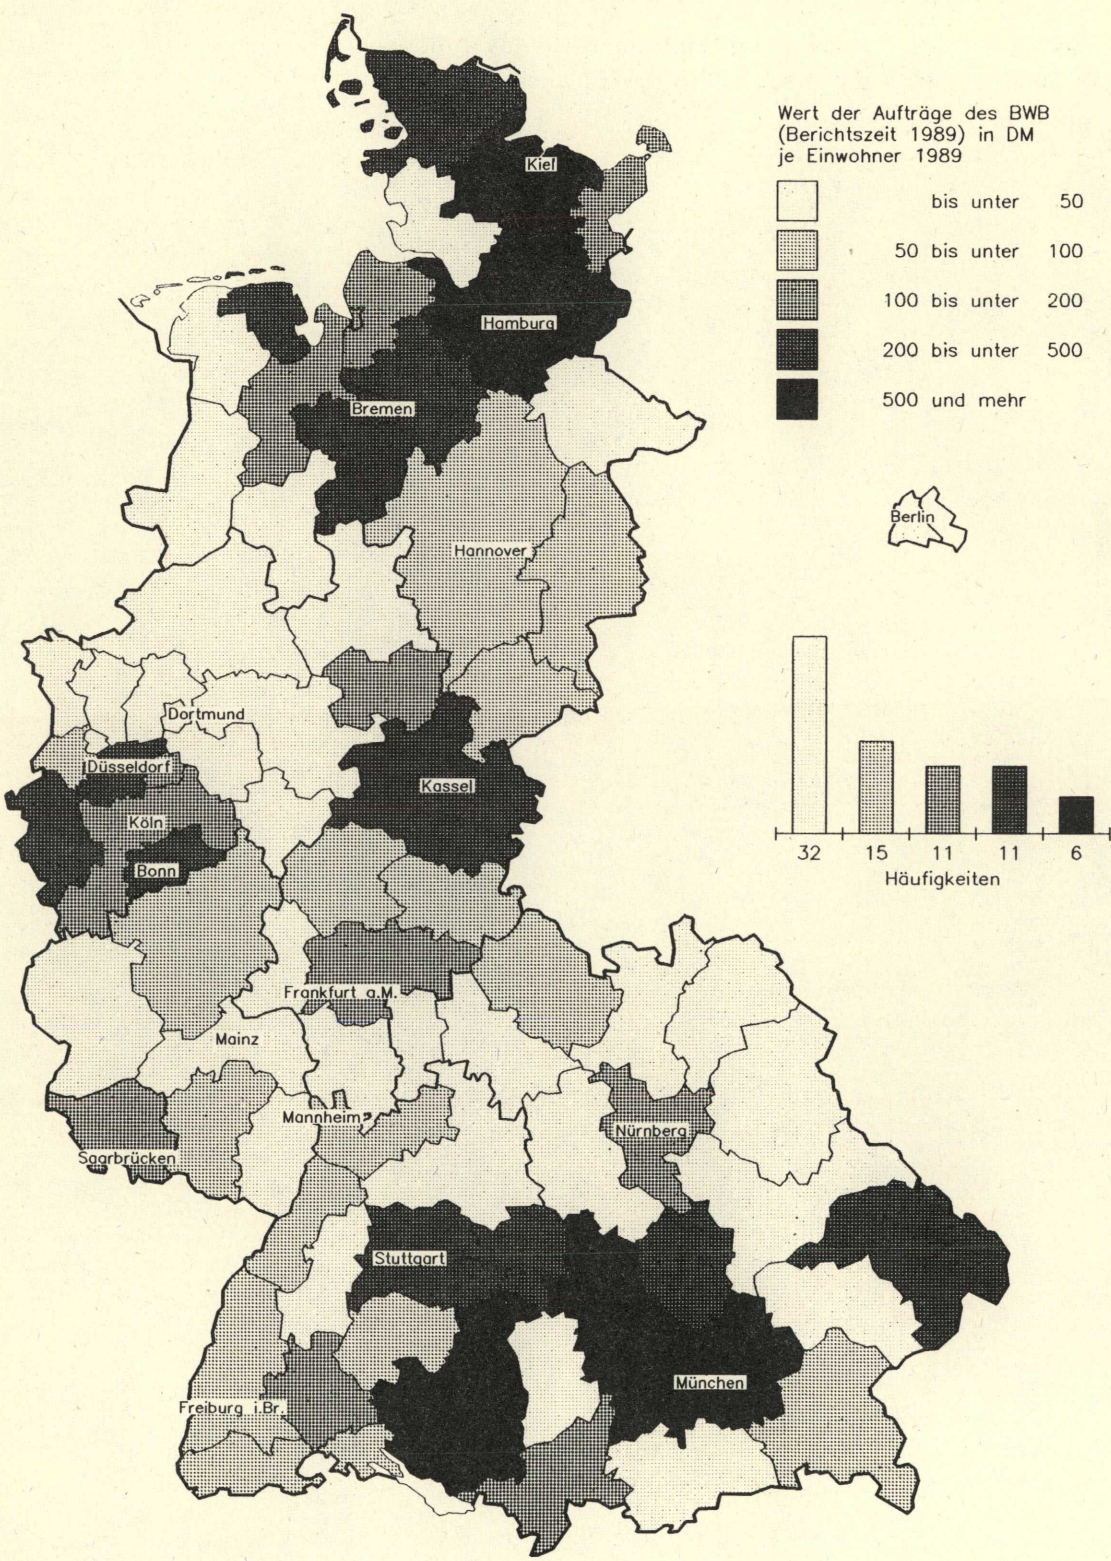 Wert der Aufträge des BWB
(Berichtszeit 1989) in DM
je Einwohner 1989
bis unter 50
50 bis unter 100
100 bis unter 200
200 bis unter 500
500 und mehr
Kiel
Hamburg
Bremen
Berlin
Hannover
Dortmund
Düsseldorf
Kassel
Köln
Bonn
32 15 11 11 6
Häufigkeiten
Frankfurt a.M.
Mainz
Mannheim
Nürnberg
Saarbrücken
Stuttgart
München
Freiburg i.Br.